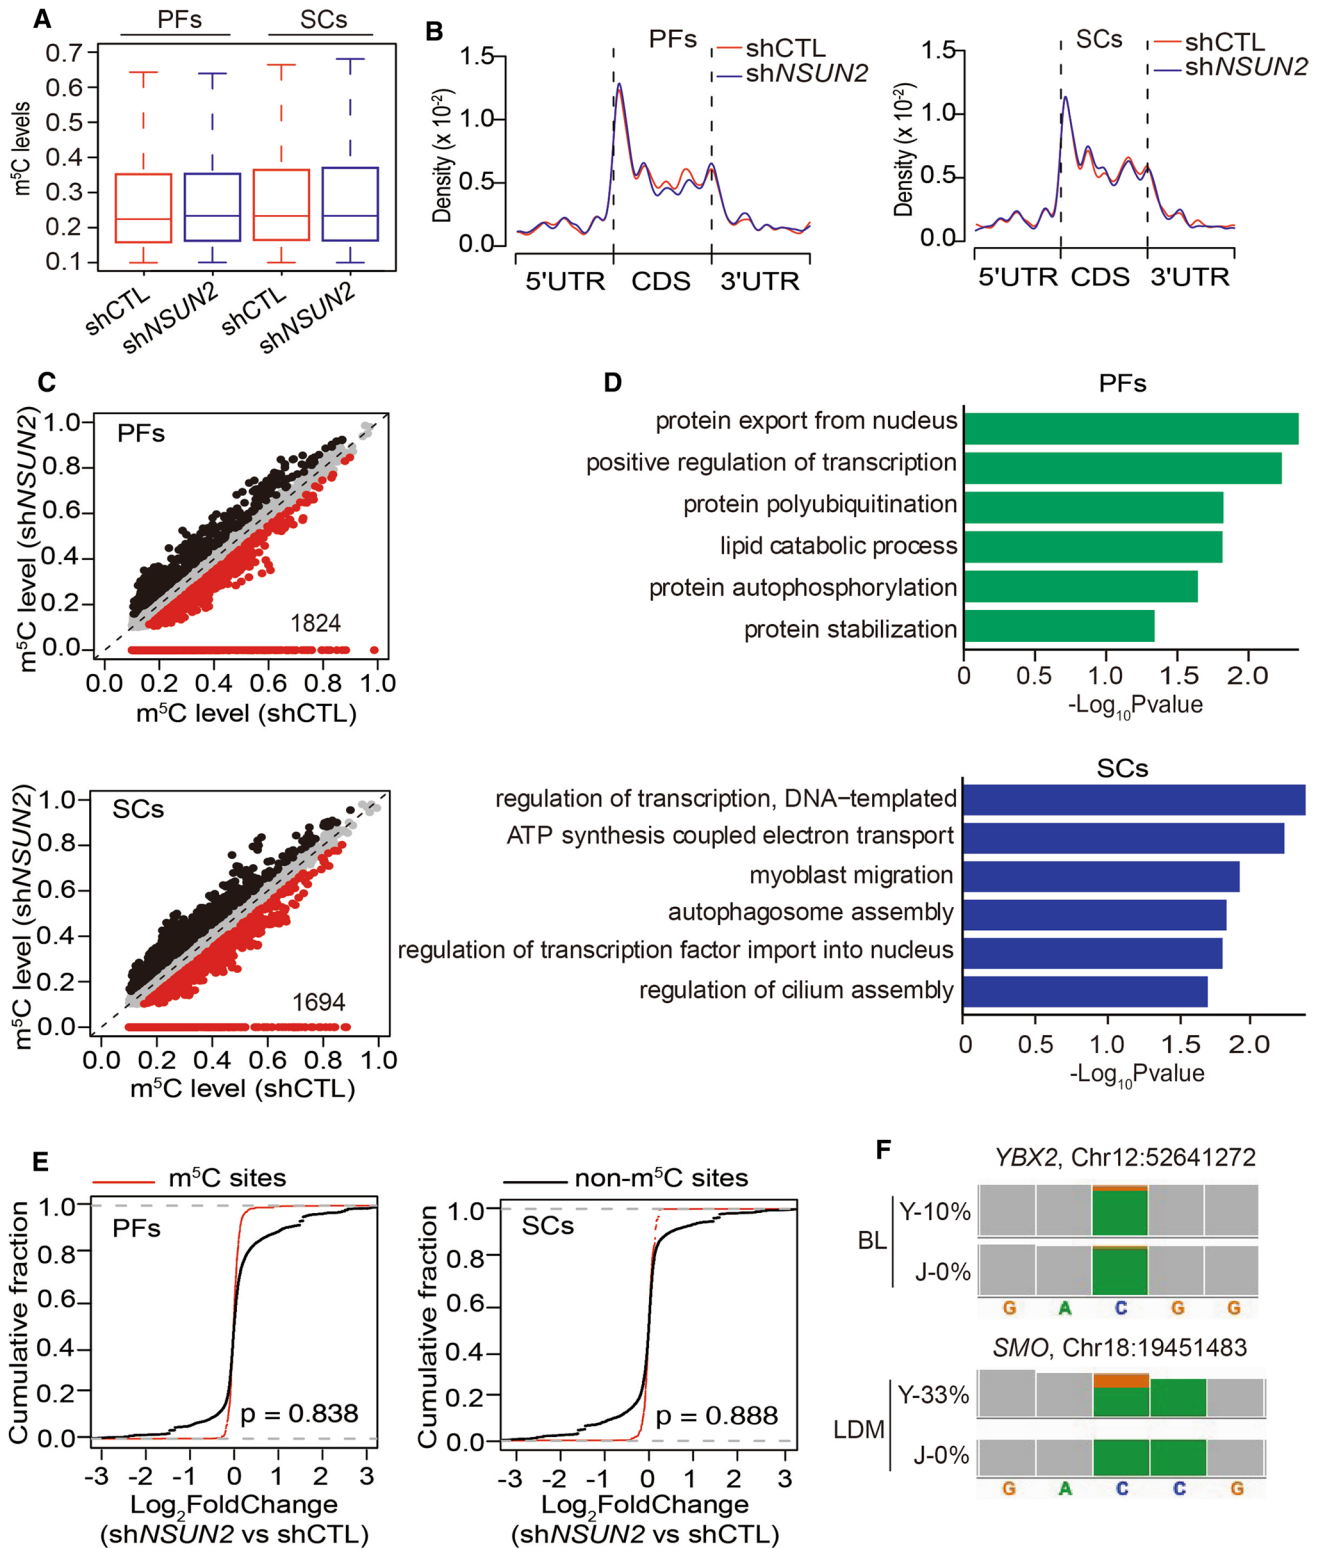 A
PFs
SCs
m⁵C levels
0.7
0.6
0.5
0.4
0.3
0.2
0.1
shCTL
shNSUN2
shCTL
shNSUN2
B
PFs
shCTL
shNSUN2
Density (x 10⁻²)
1.5
1.0
0.5
0.0
5'UTR
CDS
3'UTR
SCs
shCTL
shNSUN2
Density (x 10⁻²)
1.5
1.0
0.5
0.0
5'UTR
CDS
3'UTR
C
PFs
m⁵C level (shNSUN2)
1.0
0.8
0.6
0.4
0.2
0.0
1824
0.0 0.2 0.4 0.6 0.8 1.0
m⁵C level (shCTL)
SCs
m⁵C level (shNSUN2)
1.0
0.8
0.6
0.4
0.2
0.0
1694
0.0 0.2 0.4 0.6 0.8 1.0
m⁵C level (shCTL)
D
PFs
protein export from nucleus
positive regulation of transcription
protein polyubiquitination
lipid catabolic process
protein autophosphorylation
protein stabilization
0 0.5 1.0 1.5 2.0
-Log₁₀Pvalue
SCs
regulation of transcription, DNA−templated
ATP synthesis coupled electron transport
myoblast migration
autophagosome assembly
regulation of transcription factor import into nucleus
regulation of cilium assembly
0 0.5 1.0 1.5 2.0
-Log₁₀Pvalue
E
m⁵C sites
non-m⁵C sites
PFs
Cumulative fraction
1.0
0.8
0.6
0.4
0.2
0.0
p = 0.838
-3 -2 -1 0 1 2 3
Log₂FoldChange
(shNSUN2 vs shCTL)
SCs
Cumulative fraction
1.0
0.8
0.6
0.4
0.2
0.0
p = 0.888
-3 -2 -1 0 1 2 3
Log₂FoldChange
(shNSUN2 vs shCTL)
F
YBX2, Chr12:52641272
BL
Y-10%
J-0%
G A C G G
SMO, Chr18:19451483
LDM
Y-33%
J-0%
G A C C G